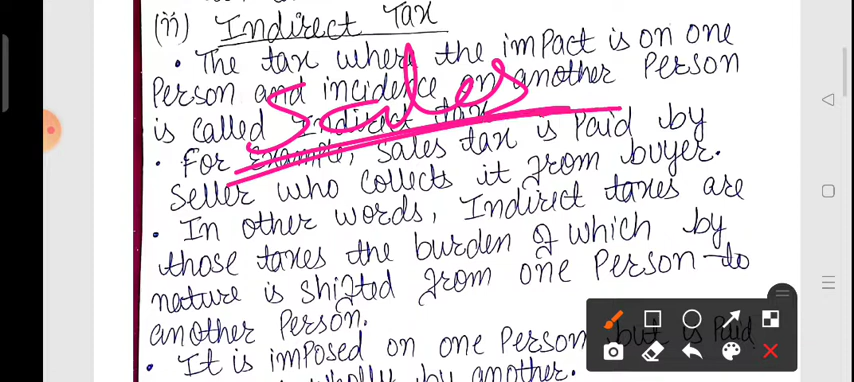 (ii) Indirect Tax
• The tax where the impact is on one
Person and incidence on another Person
is called Indirect tax
Sales
• For Example, Sales tax is Paid by
Seller who collects it from buyer.
• In other words, Indirect taxes are
those taxes the burden of which by
nature is shifted from one Person to
another Person.
• It is imposed on one Person, but is Paid
wholly by another.